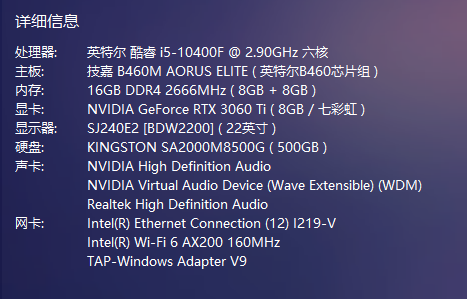 详细信息
处理器: 英特尔 酷睿 i5-10400F @ 2.90GHz 六核
主板: 技嘉 B460M AORUS ELITE ( 英特尔B460芯片组 )
内存: 16GB DDR4 2666MHz ( 8GB + 8GB )
显卡: NVIDIA GeForce RTX 3060 Ti ( 8GB / 七彩虹 )
显示器: SJ240E2 [BDW2200] ( 22英寸 )
硬盘: KINGSTON SA2000M8500G ( 500GB )
声卡: NVIDIA High Definition Audio
NVIDIA Virtual Audio Device (Wave Extensible) (WDM)
Realtek High Definition Audio
网卡: Intel(R) Ethernet Connection (12) I219-V
Intel(R) Wi-Fi 6 AX200 160MHz
TAP-Windows Adapter V9